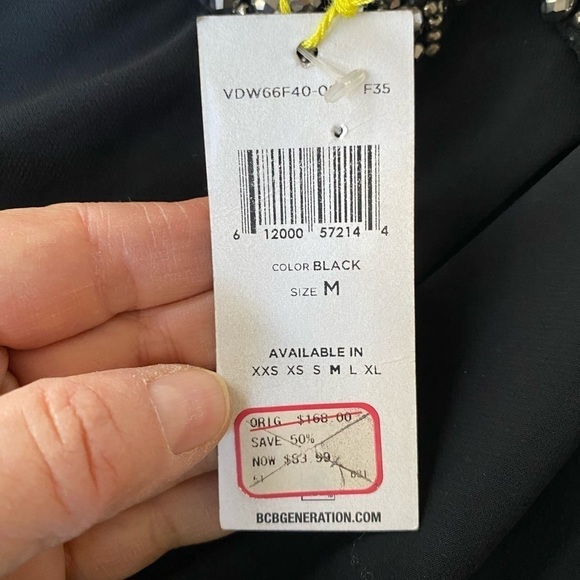 VDW66F40- F35
6 12000 57214 4
COLOR BLACK
SIZE M
AVAILABLE IN
XXS XS S M L XL
ORIG $168.00
SAVE 50%
NOW $83.99
BCBGENERATION.COM